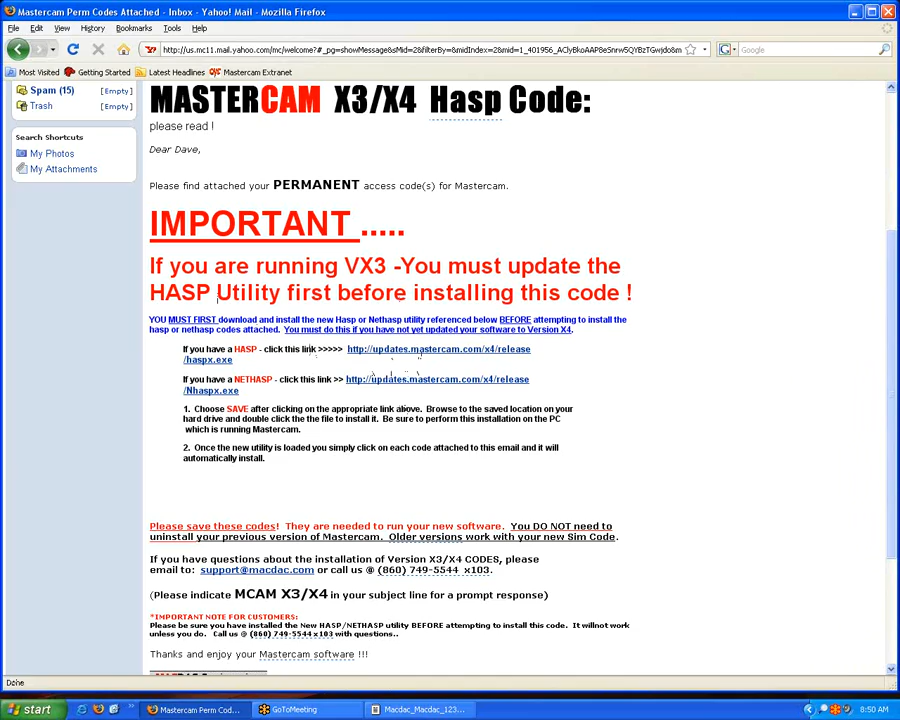 Mastercam Perm Codes Attached - Inbox - Yahoo! Mail - Mozilla Firefox
File Edit View History Bookmarks Tools Help
Google
Most Visited Getting Started Latest Headlines Mastercam Extranet
Spam (15) [Empty]
Trash [Empty]
Search Shortcuts
My Photos
My Attachments
MASTERCAM X3/X4 Hasp Code:
please read !
Dear Dave,
Please find attached your PERMANENT access code(s) for Mastercam.
IMPORTANT .....
If you are running VX3 -You must update the
HASP Utility first before installing this code !
YOU MUST FIRST download and install the new Hasp or Nethasp utility referenced below BEFORE attempting to install the
hasp or nethasp codes attached. You must do this if you have not yet updated your software to Version X4.
If you have a HASP - click this link >>>>> http://updates.mastercam.com/x4/release
/haspx.exe
If you have a NETHASP - click this link >> http://updates.mastercam.com/x4/release
/Nhaspx.exe
1. Choose SAVE after clicking on the appropriate link above. Browse to the saved location on your
hard drive and double click the the file to install it. Be sure to perform this installation on the PC
which is running Mastercam.
2. Once the new utility is loaded you simply click on each code attached to this email and it will
automatically install.
Please save these codes! They are needed to run your new software. You DO NOT need to
uninstall your previous version of Mastercam. Older versions work with your new Sim Code.
If you have questions about the installation of Version X3/X4 CODES, please
email to: support@macdac.com or call us @ (860) 749-5544 x103.
(Please indicate MCAM X3/X4 in your subject line for a prompt response)
*IMPORTANT NOTE FOR CUSTOMERS:
Please be sure you have installed the New HASP/NETHASP utility BEFORE attempting to install this code. It willnot work
unless you do. Call us @ (860) 749-5544 x103 with questions..
Thanks and enjoy your Mastercam software !!!
Done
start Mastercam Perm Cod... GoToMeeting Macdac_Macdac_123... 8:50 AM